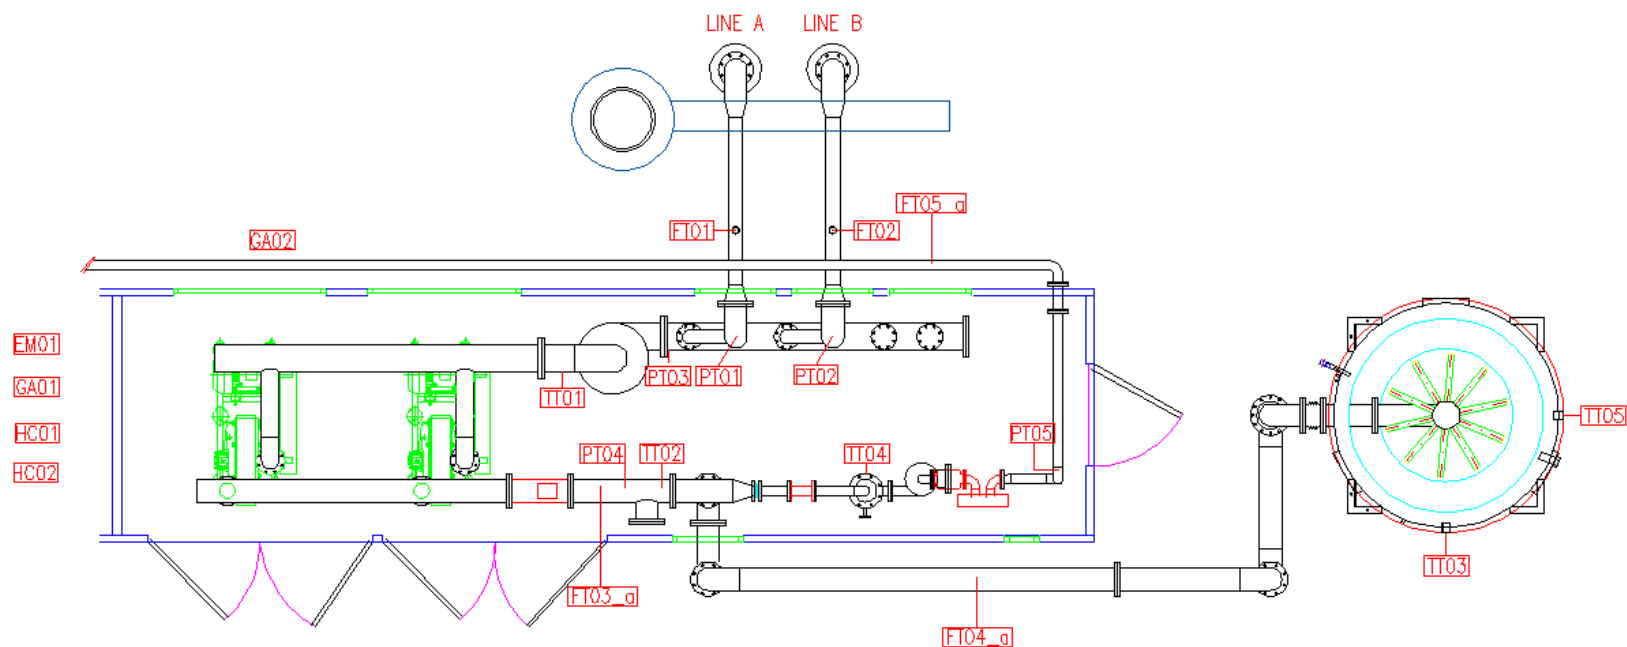 LINE A
LINE B
FT05_a
FT01
FT02
GA02
EM01
GA01
HC01
HC02
TT01
PT03
PT01
PT02
PT04
TT02
TT04
PT05
TT05
FT03_a
TT03
FT04_a